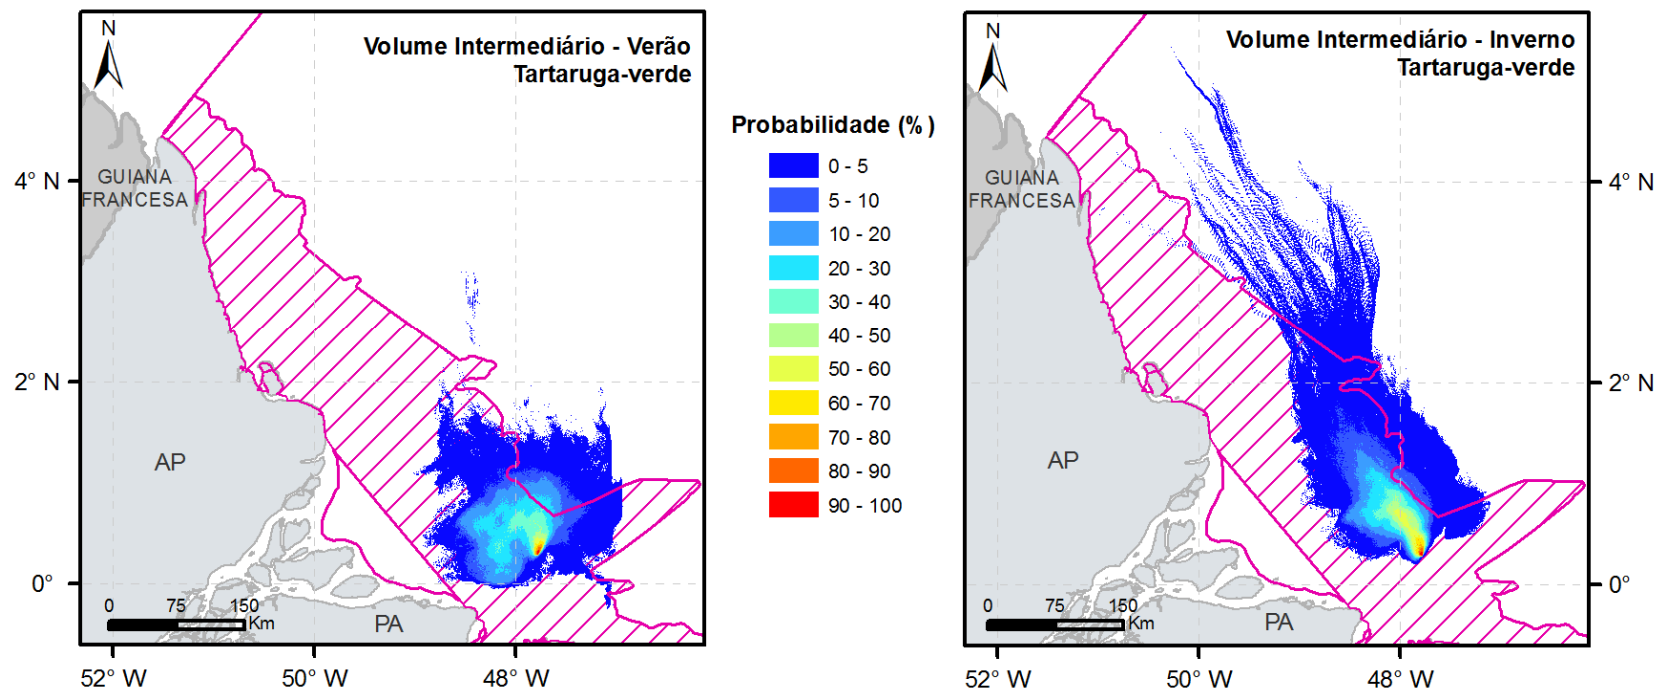 N
Volume Intermediário - Verão
Tartaruga-verde
GUIANA
FRANCESA
4° N
2° N
0°
AP
PA
0 75 150
Km
52° W 50° W 48° W
Probabilidade (%)
0 - 5
5 - 10
10 - 20
20 - 30
30 - 40
40 - 50
50 - 60
60 - 70
70 - 80
80 - 90
90 - 100
N
Volume Intermediário - Inverno
Tartaruga-verde
GUIANA
FRANCESA
4° N
2° N
0°
AP
PA
0 75 150
Km
52° W 50° W 48° W